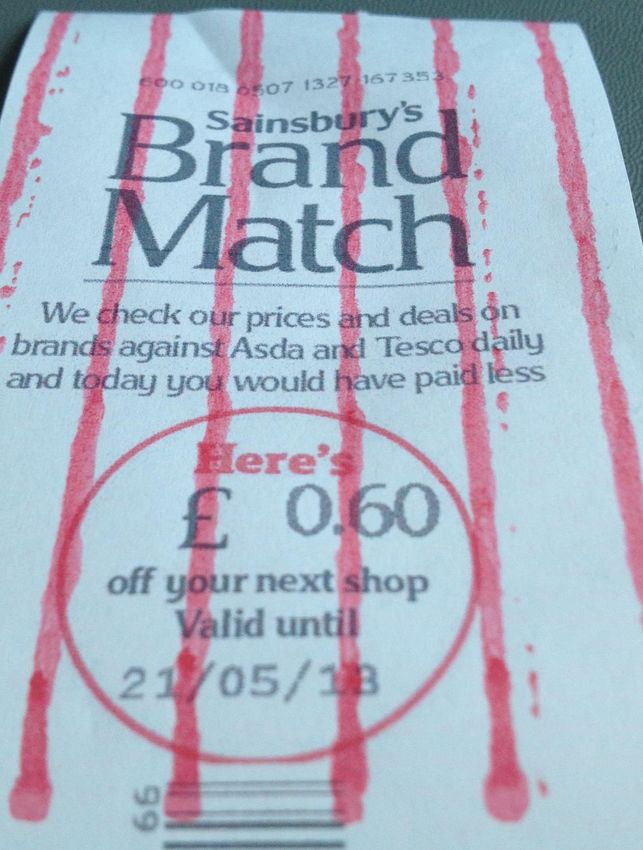 600 018 6507 1327 167353
Sainsbury's
Brand
Match
We check our prices and deals on
brands against Asda and Tesco daily
and today you would have paid less
Here's
£ 0.60
off your next shop
Valid until
21/05/13
99